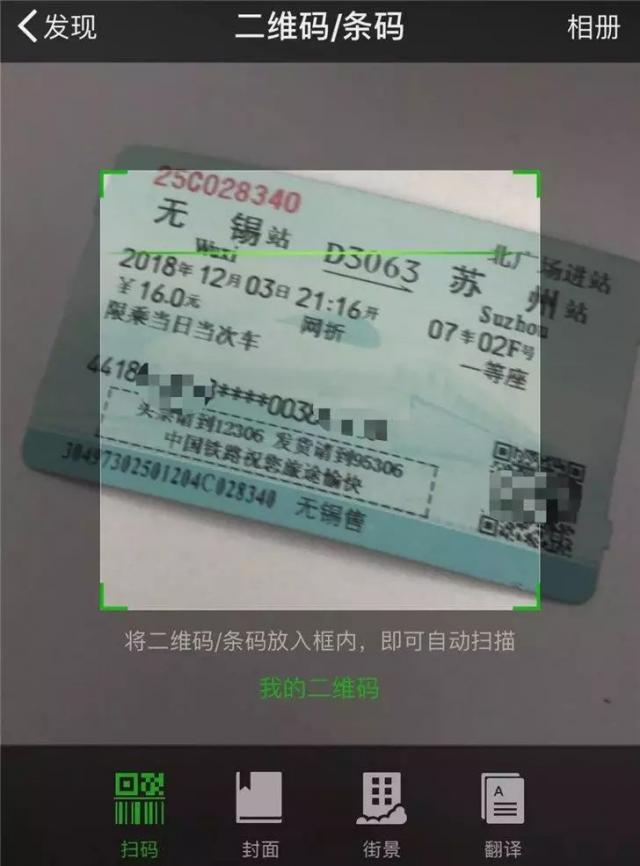 发现
二维码/条码
相册
25C028340
北广场进站
无锡站
D3063
苏州站
Wuxi
Suzhou
2018年12月03日21:16开
07车02F号
￥16.0元
网折
一等座
限乘当日当次车
买票请到12306 发货请到95306
中国铁路祝您旅途愉快
30497302501204C028340 无锡售
将二维码/条码放入框内，即可自动扫描
我的二维码
扫码
封面
街景
A
翻译